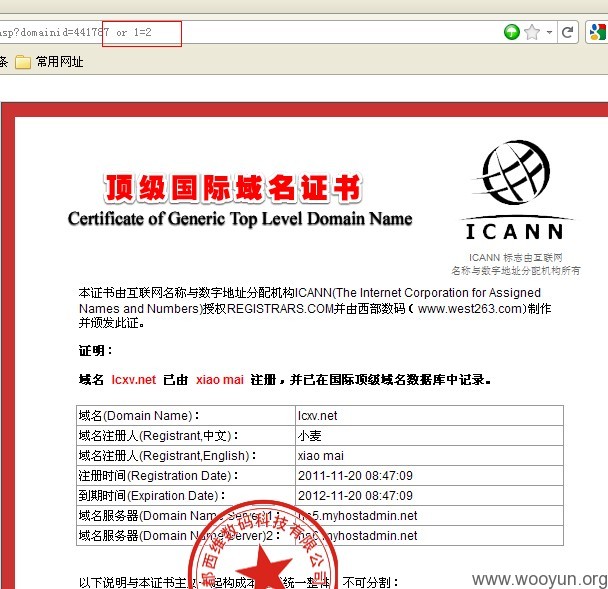 asp?domainid=441787 or 1=2
条 常用网址
顶级国际域名证书
Certificate of Generic Top Level Domain Name
ICANN
ICANN 标志由互联网
名称与数字地址分配机构所有
本证书由互联网名称与数字地址分配机构ICANN(The Internet Corporation for Assigned
Names and Numbers)授权REGISTRARS.COM并由西部数码（www.west263.com)制作
并颁发此证。
证明：
域名 lcxv.net 已由 xiao mai 注册，并已在国际顶级域名数据库中记录。
域名(Domain Name)： lcxv.net
域名注册人(Registrant,中文)： 小麦
域名注册人(Registrant,English)： xiao mai
注册时间(Registration Date)： 2011-11-20 08:47:09
到期时间(Expiration Date)： 2012-11-20 08:47:09
域名服务器(Domain Name Server)1： ns5.myhostadmin.net
域名服务器(Domain Name Server)2： ns6.myhostadmin.net
都西维数码科技有限公司
以下说明与本证书主 一起构成 统一整体，不可分割：
www.wooyun.org